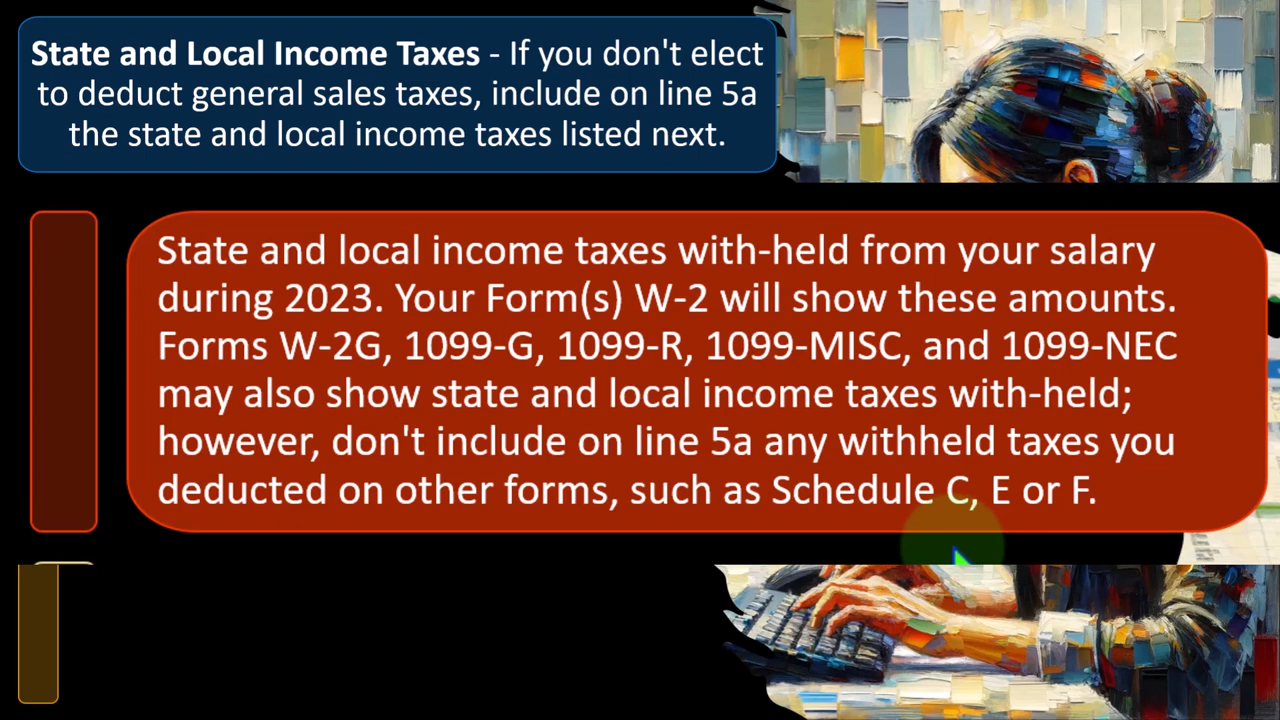 State and Local Income Taxes - If you don't elect
to deduct general sales taxes, include on line 5a
the state and local income taxes listed next.
State and local income taxes with-held from your salary
during 2023. Your Form(s) W-2 will show these amounts.
Forms W-2G, 1099-G, 1099-R, 1099-MISC, and 1099-NEC
may also show state and local income taxes with-held;
however, don't include on line 5a any withheld taxes you
deducted on other forms, such as Schedule C, E or F.